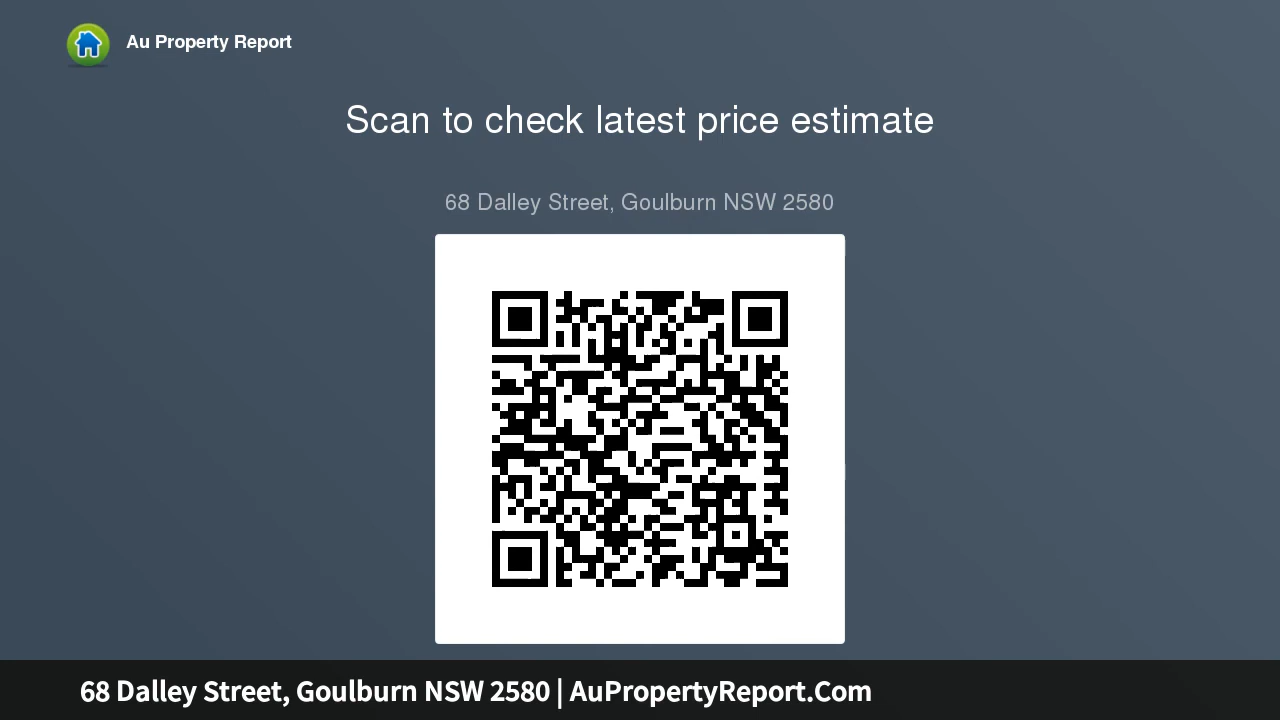 Au Property Report
Scan to check latest price estimate
68 Dalley Street, Goulburn NSW 2580
68 Dalley Street, Goulburn NSW 2580 | AuPropertyReport.Com